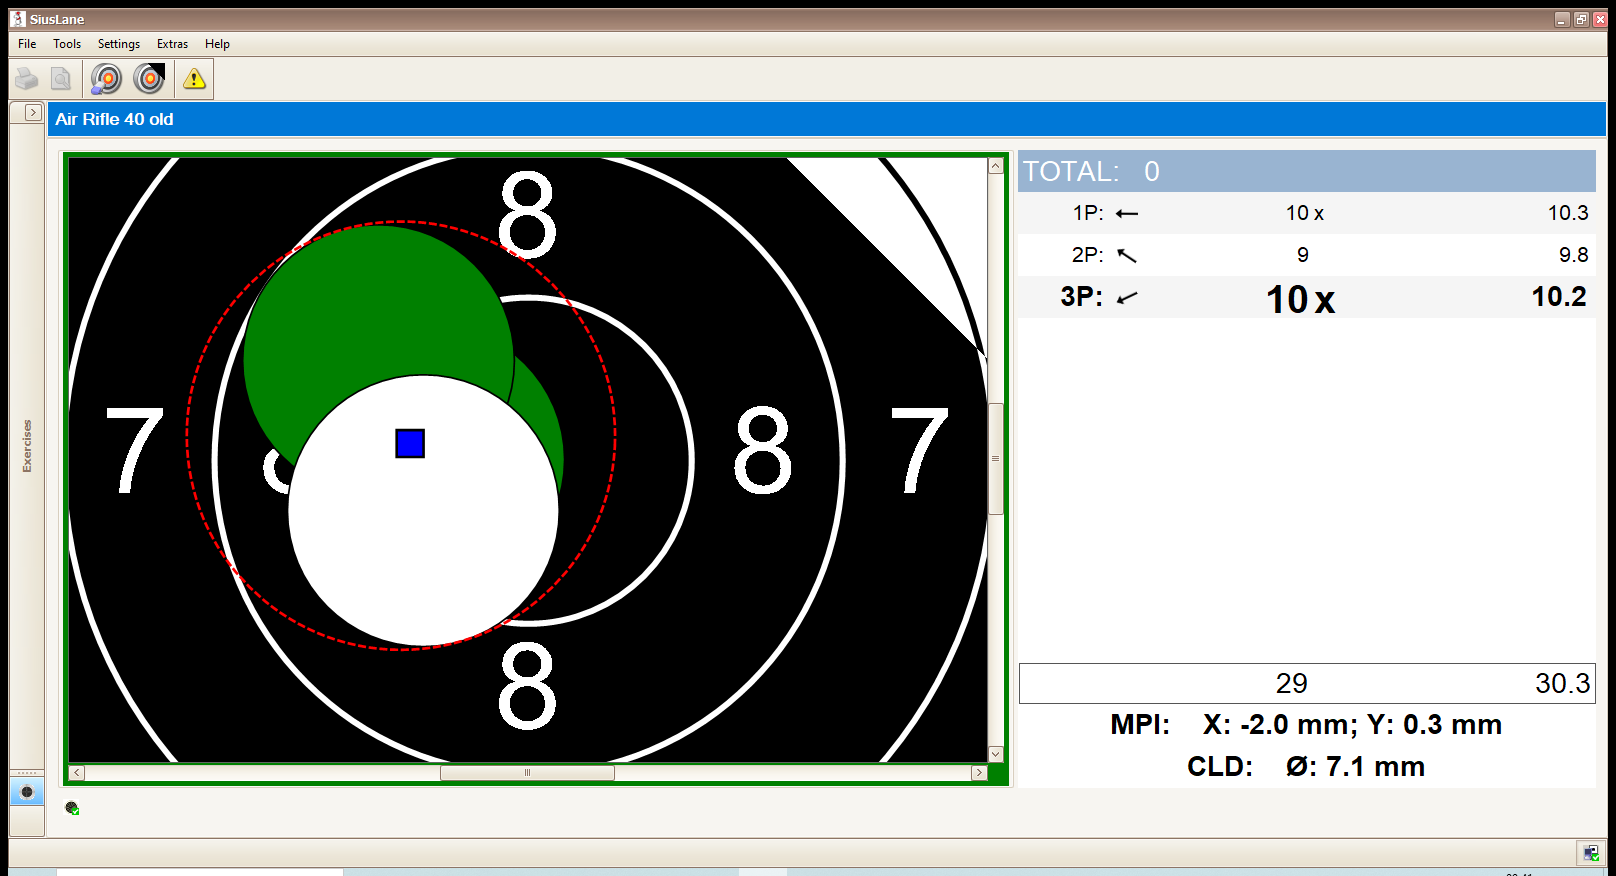 SiusLane
File Tools Settings Extras Help
Air Rifle 40 old
Exercises
8
7
8
7
8
TOTAL: 0
1P: 10 x 10.3
2P: 9 9.8
3P: 10 x 10.2
29 30.3
MPI: X: -2.0 mm; Y: 0.3 mm
CLD: Ø: 7.1 mm